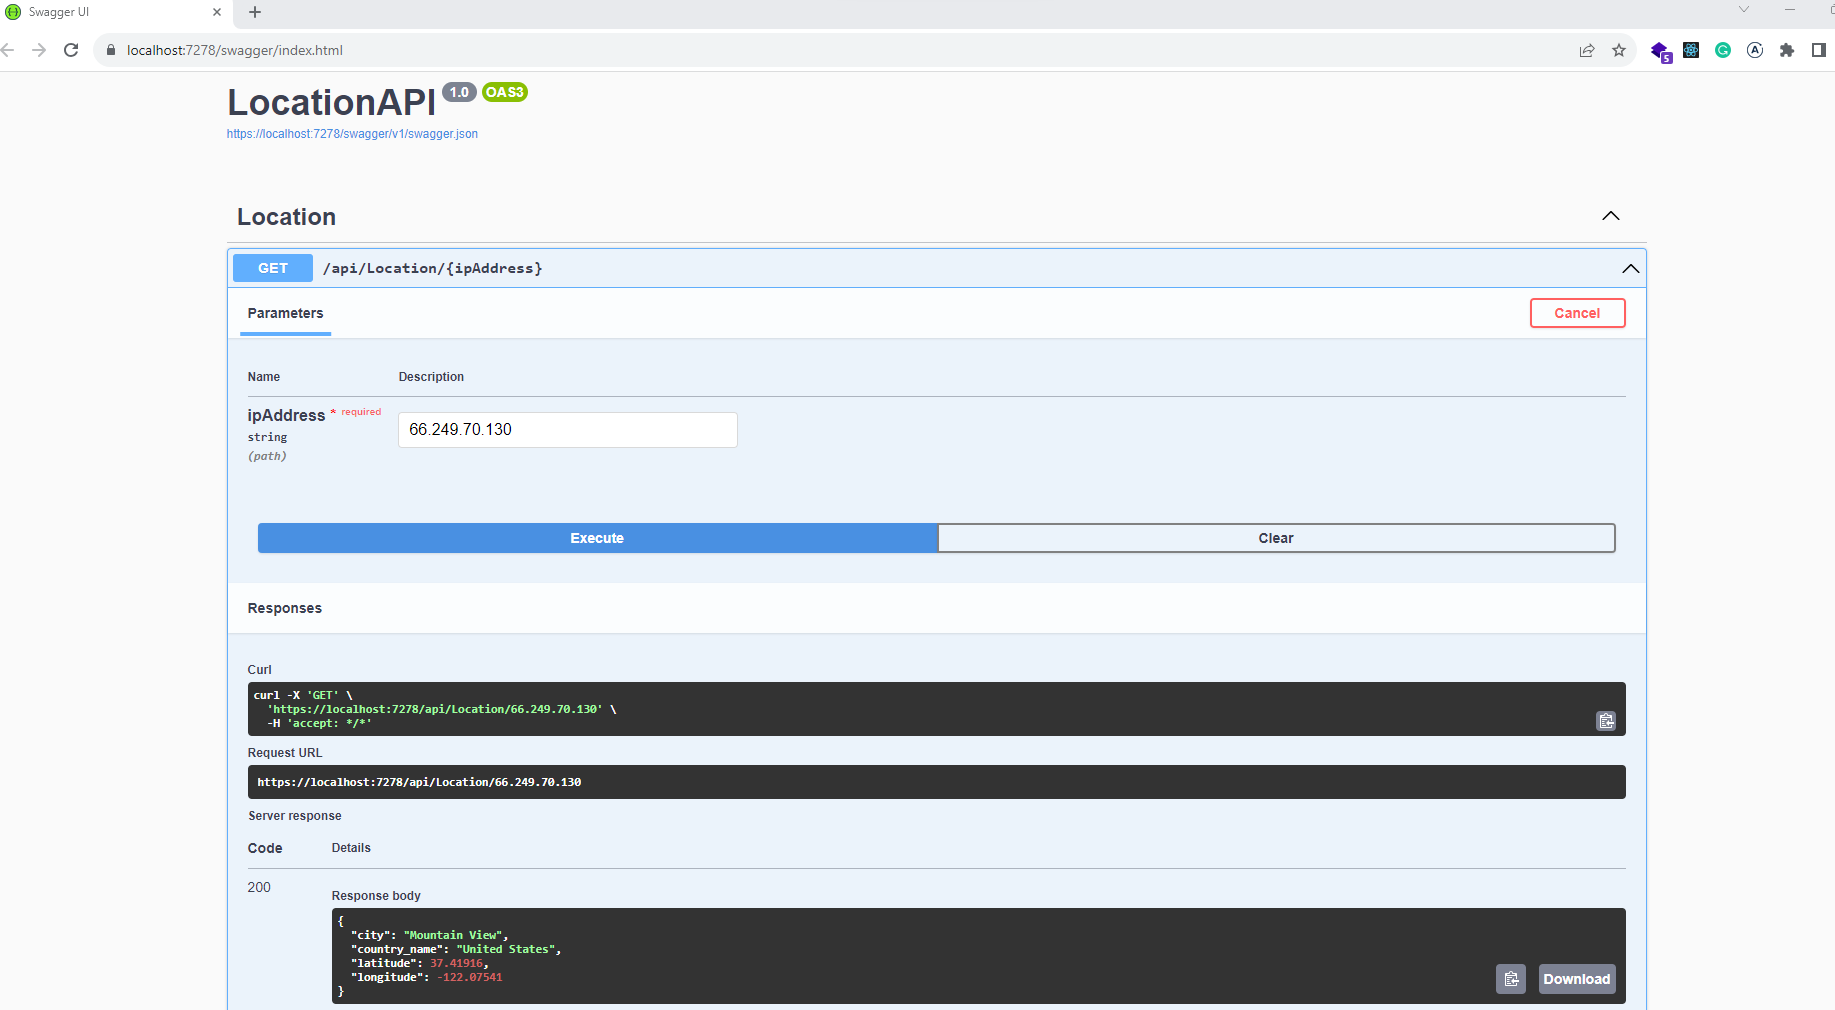 Swagger UI
localhost:7278/swagger/index.html
5
LocationAPI 1.0 OAS3
https://localhost:7278/swagger/v1/swagger.json
Location
GET /api/Location/{ipAddress}
Parameters Cancel
Name Description
ipAddress * required
string
(path)
66.249.70.130
Execute Clear
Responses
Curl
curl -X 'GET' \
'https://localhost:7278/api/Location/66.249.70.130' \
-H 'accept: */*'
Request URL
https://localhost:7278/api/Location/66.249.70.130
Server response
Code Details
200
Response body
{
"city": "Mountain View",
"country_name": "United States",
"latitude": 37.41916,
"longitude": -122.07541
}
Download